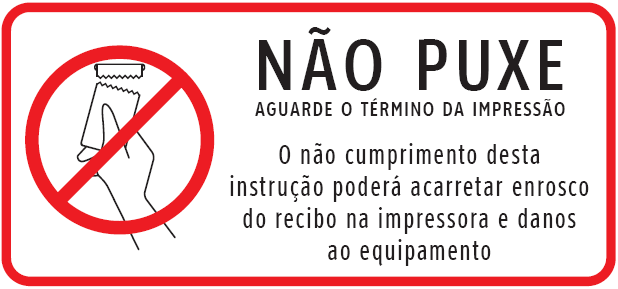 NÃO PUXE
AGUARDE O TÉRMINO DA IMPRESSÃO
O não cumprimento desta
instrução poderá acarretar enrosco
do recibo na impressora e danos
ao equipamento